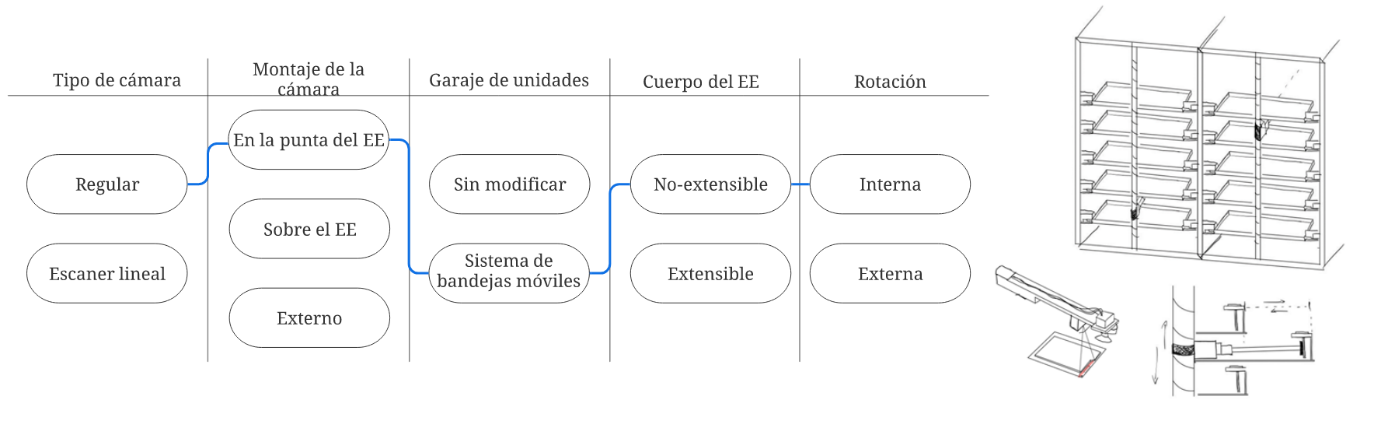 Tipo de cámara
Montaje de la
cámara
Garaje de unidades
Cuerpo del EE
Rotación
Regular
Escaner lineal
En la punta del EE
Sobre el EE
Externo
Sin modificar
Sistema de
bandejas móviles
No-extensible
Extensible
Interna
Externa